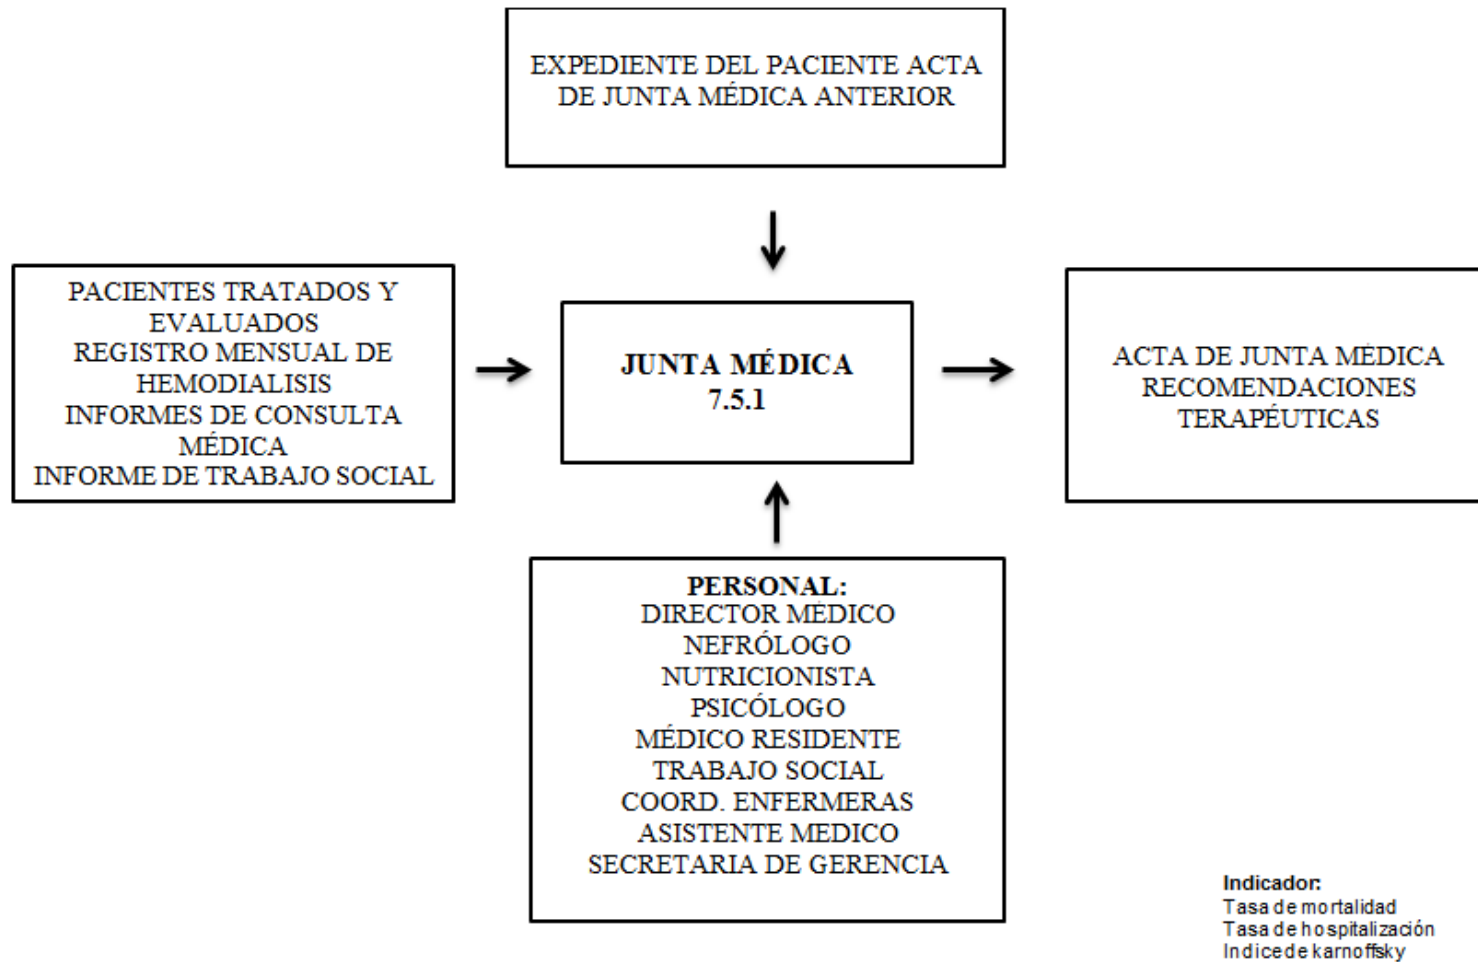 EXPEDIENTE DEL PACIENTE ACTA
DE JUNTA MÉDICA ANTERIOR
PACIENTES TRATADOS Y
EVALUADOS
REGISTRO MENSUAL DE
HEMODIALISIS
INFORMES DE CONSULTA
MÉDICA
INFORME DE TRABAJO SOCIAL
JUNTA MÉDICA
7.5.1
ACTA DE JUNTA MÉDICA
RECOMENDACIONES
TERAPÉUTICAS
PERSONAL:
DIRECTOR MÉDICO
NEFRÓLOGO
NUTRICIONISTA
PSICÓLOGO
MÉDICO RESIDENTE
TRABAJO SOCIAL
COORD. ENFERMERAS
ASISTENTE MEDICO
SECRETARIA DE GERENCIA
Indicador:
Tasa de mortalidad
Tasa de hospitalización
Indice de karnoffsky